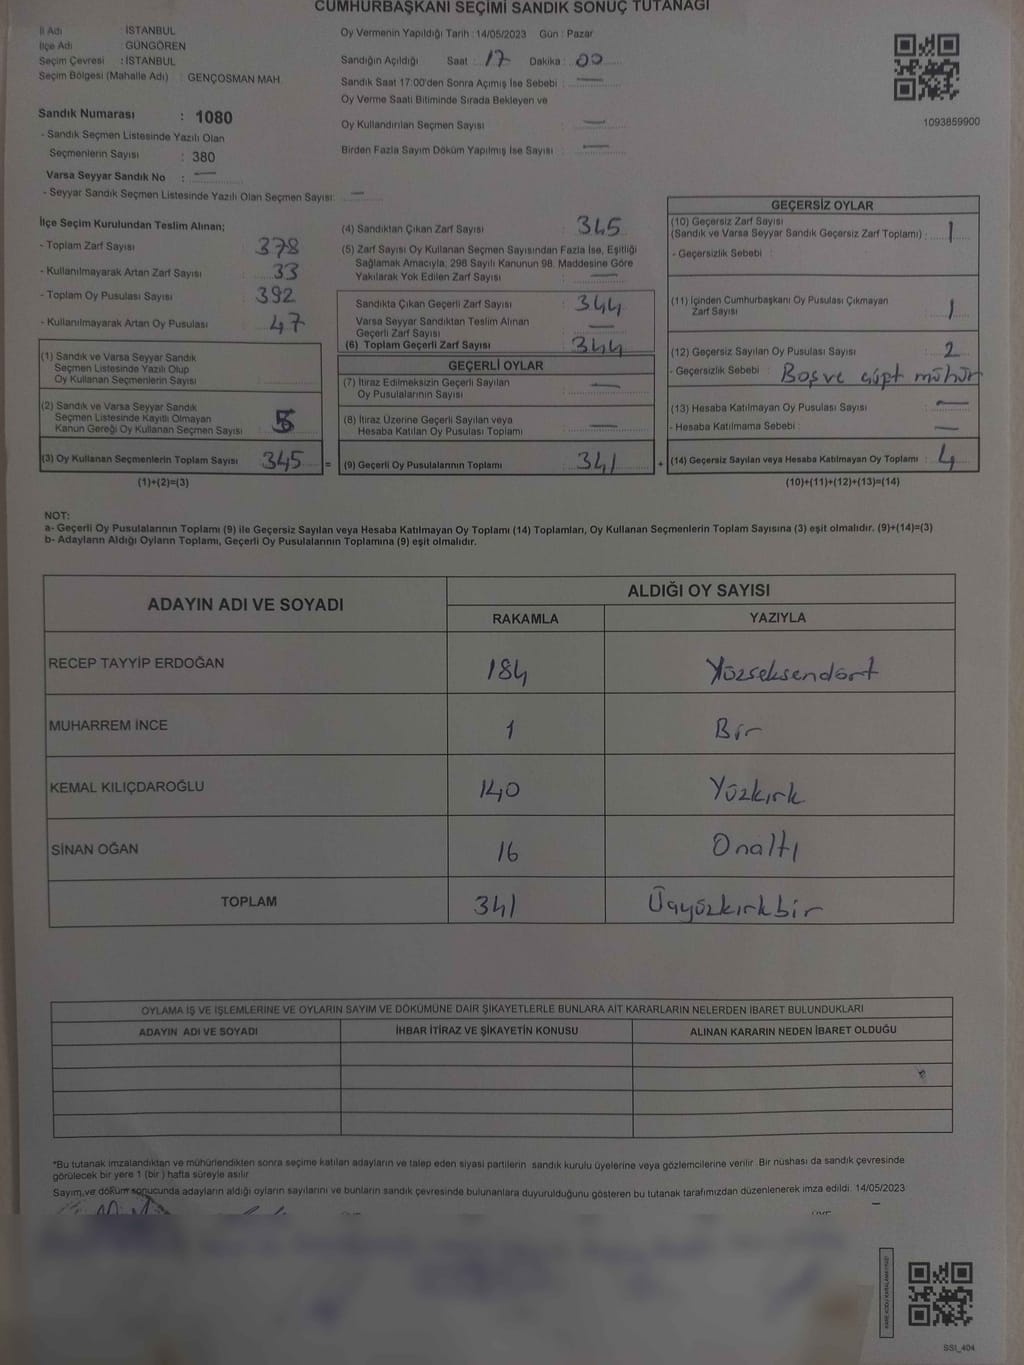 CUMHURBAŞKANI SEÇİMİ SANDIK SONUÇ TUTANAĞI
İl Adı : İSTANBUL
İlçe Adı : GÜNGÖREN
Seçim Çevresi : İSTANBUL
Seçim Bölgesi (Mahalle Adı) : GENÇOSMAN MAH.
Sandık Numarası : 1080
- Sandık Seçmen Listesinde Yazılı Olan
Seçmenlerin Sayısı : 380
Varsa Seyyar Sandık No : —
- Seyyar Sandık Seçmen Listesinde Yazılı Olan Seçmen Sayısı: —
Oy Vermenin Yapıldığı Tarih : 14/05/2023 Gün : Pazar
Sandığın Açıldığı Saat : 17 Dakika : 00
Sandık Saat 17:00'den Sonra Açımış İse Sebebi : —
Oy Verme Saati Bitiminde Sırada Bekleyen ve
Oy Kullandırılan Seçmen Sayısı : —
Birden Fazla Sayım Döküm Yapılmış İse Sayısı : —
1093859900
İlçe Seçim Kurulundan Teslim Alınan;
- Toplam Zarf Sayısı : 378
- Kullanılmayarak Artan Zarf Sayısı : 33
- Toplam Oy Pusulası Sayısı : 392
- Kullanılmayarak Artan Oy Pusulası : 47
(1) Sandık ve Varsa Seyyar Sandık
Seçmen Listesinde Yazılı Olup
Oy Kullanan Seçmenlerin Sayısı :
(2) Sandık ve Varsa Seyyar Sandık
Seçmen Listesinde Kayıtlı Olmayan
Kanun Gereği Oy Kullanan Seçmen Sayısı : 5
(3) Oy Kullanan Seçmenlerin Toplam Sayısı : 345
(1)+(2)=(3)
(4) Sandıktan Çıkan Zarf Sayısı : 345
(5) Zarf Sayısı Oy Kullanan Seçmen Sayısından Fazla İse, Eşitliği
Sağlamak Amacıyla; 298 Sayılı Kanunun 98. Maddesine Göre
Yakılarak Yok Edilen Zarf Sayısı : —
Sandıkta Çıkan Geçerli Zarf Sayısı : 344
Varsa Seyyar Sandıktan Teslim Alınan
Geçerli Zarf Sayısı : —
(6) Toplam Geçerli Zarf Sayısı : 344
GEÇERLİ OYLAR
(7) İtiraz Edilmeksizin Geçerli Sayılan
Oy Pusulalarının Sayısı : —
(8) İtiraz Üzerine Geçerli Sayılan veya
Hesaba Katılan Oy Pusulası Toplamı : —
= (9) Geçerli Oy Pusulalarının Toplamı : 341
GEÇERSİZ OYLAR
(10) Geçersiz Zarf Sayısı
(Sandık ve Varsa Seyyar Sandık Geçersiz Zarf Toplamı) : 1
- Geçersizlik Sebebi :
(11) İçinden Cumhurbaşkanı Oy Pusulası Çıkmayan
Zarf Sayısı : 1
(12) Geçersiz Sayılan Oy Pusulası Sayısı : 2
- Geçersizlik Sebebi : Boş ve çift mühür
(13) Hesaba Katılmayan Oy Pusulası Sayısı : —
- Hesaba Katılmama Sebebi : —
+ (14) Geçersiz Sayılan veya Hesaba Katılmayan Oy Toplamı : 4
(10)+(11)+(12)+(13)=(14)
NOT:
a- Geçerli Oy Pusulalarının Toplamı (9) ile Geçersiz Sayılan veya Hesaba Katılmayan Oy Toplamı (14) Toplamları, Oy Kullanan Seçmenlerin Toplam Sayısına (3) eşit olmalıdır. (9)+(14)=(3)
b- Adayların Aldığı Oyların Toplamı, Geçerli Oy Pusulalarının Toplamına (9) eşit olmalıdır.
ADAYIN ADI VE SOYADI ALDIĞI OY SAYISI
RAKAMLA YAZIYLA
RECEP TAYYİP ERDOĞAN 184 Yüzseksendört
MUHARREM İNCE 1 Bir
KEMAL KILIÇDAROĞLU 140 Yüzkırk
SİNAN OĞAN 16 Onaltı
TOPLAM 341 Üçyüzkırkbir
OYLAMA İŞ VE İŞLEMLERİNE VE OYLARIN SAYIM VE DÖKÜMÜNE DAİR ŞİKAYETLERLE BUNLARA AİT KARARLARIN NELERDEN İBARET BULUNDUKLARI
ADAYIN ADI VE SOYADI İHBAR İTİRAZ VE ŞİKAYETİN KONUSU ALINAN KARARIN NEDEN İBARET OLDUĞU
*Bu tutanak imzalandıktan ve mühürlendikten sonra seçime katılan adayların ve talep eden siyasi partilerin sandık kurulu üyelerine veya gözlemcilerine verilir. Bir nüshası da sandık çevresinde
görülecek bir yere 1 (bir) hafta süreyle asılır
Sayım ve döküm sonucunda adayların aldığı oyların sayılarını ve bunların sandık çevresinde bulunanlara duyurulduğunu gösteren bu tutanak tarafımızdan düzenlenerek imza edildi. 14/05/2023
SSI_404